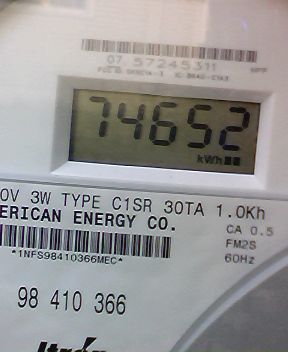 07 57245311
74652
kWh
0V 3W TYPE C1SR 30TA 1.0Kh
ERICAN ENERGY CO.
CA 0.5
FM2S
*1NFS98410366MEC*
60Hz
98 410 366
Itron